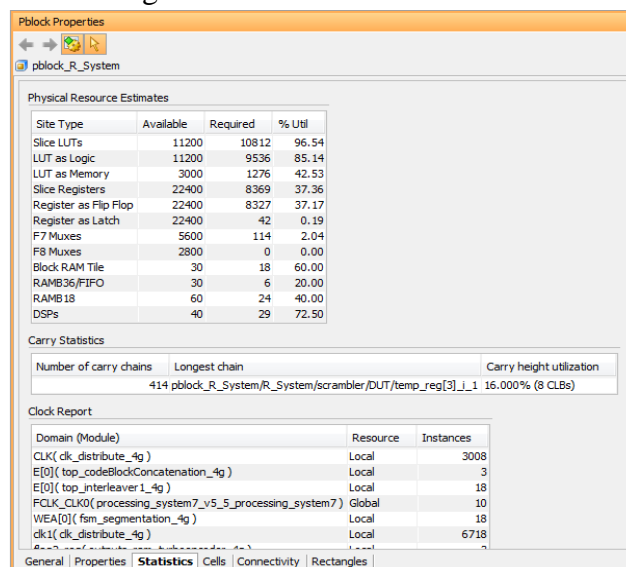 Pblock Properties
pblock_R_System
Physical Resource Estimates
Site Type Available Required % Util
Slice LUTs 11200 10812 96.54
LUT as Logic 11200 9536 85.14
LUT as Memory 3000 1276 42.53
Slice Registers 22400 8369 37.36
Register as Flip Flop 22400 8327 37.17
Register as Latch 22400 42 0.19
F7 Muxes 5600 114 2.04
F8 Muxes 2800 0 0.00
Block RAM Tile 30 18 60.00
RAMB36/FIFO 30 6 20.00
RAMB18 60 24 40.00
DSPs 40 29 72.50
Carry Statistics
Number of carry chains Longest chain Carry height utilization
414 pblock_R_System/R_System/scrambler/DUT/temp_reg[3]_i_1 16.000% (8 CLBs)
Clock Report
Domain (Module) Resource Instances
CLK( clk_distribute_4g ) Local 3008
E[0]( top_codeBlockConcatenation_4g ) Local 3
E[0]( top_interleaver1_4g ) Local 18
FCLK_CLK0( processing_system7_v5_5_processing_system7 ) Global 10
WEA[0]( fsm_segmentation_4g ) Local 18
clk1( clk_distribute_4g ) Local 6718
General Properties Statistics Cells Connectivity Rectangles